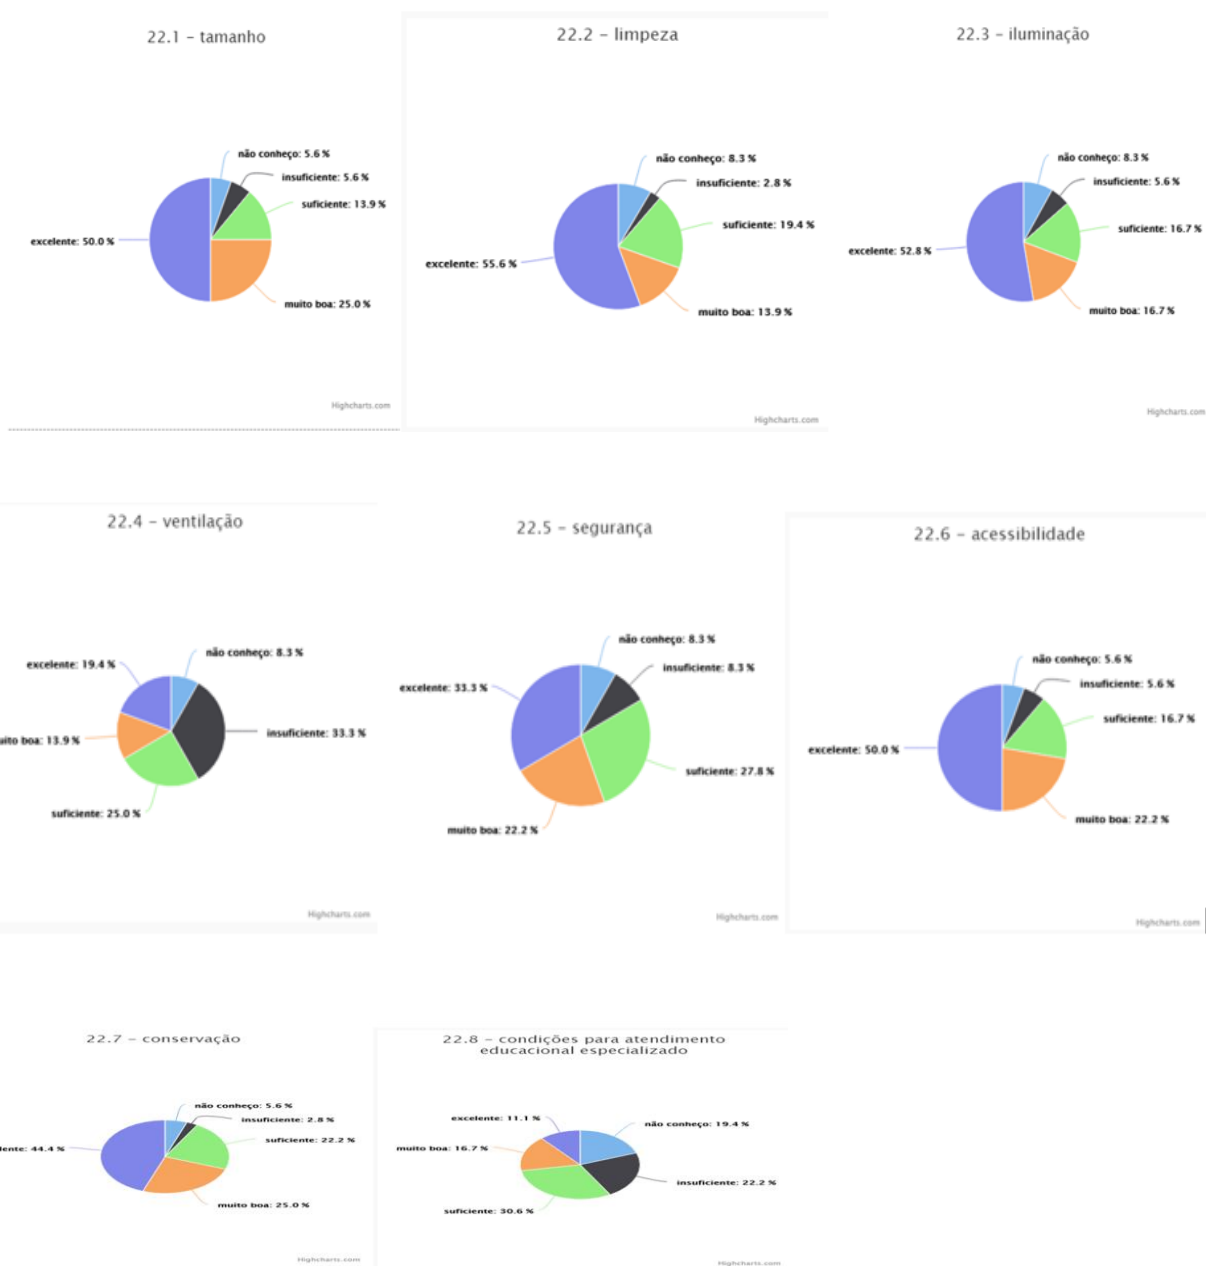 22.1 - tamanho
não conheço: 5.6 %
insuficiente: 5.6 %
suficiente: 13.9 %
excelente: 50.0 %
muito boa: 25.0 %
Highcharts.com
22.2 - limpeza
não conheço: 8.3 %
insuficiente: 2.8 %
suficiente: 19.4 %
excelente: 55.6 %
muito boa: 13.9 %
Highcharts.com
22.3 - iluminação
não conheço: 8.3 %
insuficiente: 5.6 %
suficiente: 16.7 %
excelente: 52.8 %
muito boa: 16.7 %
Highcharts.com
22.4 - ventilação
não conheço: 8.3 %
excelente: 19.4 %
insuficiente: 33.3 %
uito boa: 13.9 %
suficiente: 25.0 %
Highcharts.com
22.5 - segurança
não conheço: 8.3 %
insuficiente: 8.3 %
excelente: 33.3 %
suficiente: 27.8 %
muito boa: 22.2 %
Highcharts.com
22.6 - acessibilidade
não conheço: 5.6 %
insuficiente: 5.6 %
suficiente: 16.7 %
excelente: 50.0 %
muito boa: 22.2 %
Highcharts.com
22.7 - conservação
não conheço: 5.6 %
insuficiente: 2.8 %
suficiente: 22.2 %
lente: 44.4 %
muito boa: 25.0 %
Highcharts.com
22.8 - condições para atendimento
educacional especializado
excelente: 11.1 %
não conheço: 19.4 %
muito boa: 16.7 %
insuficiente: 22.2 %
suficiente: 30.6 %
Highcharts.com